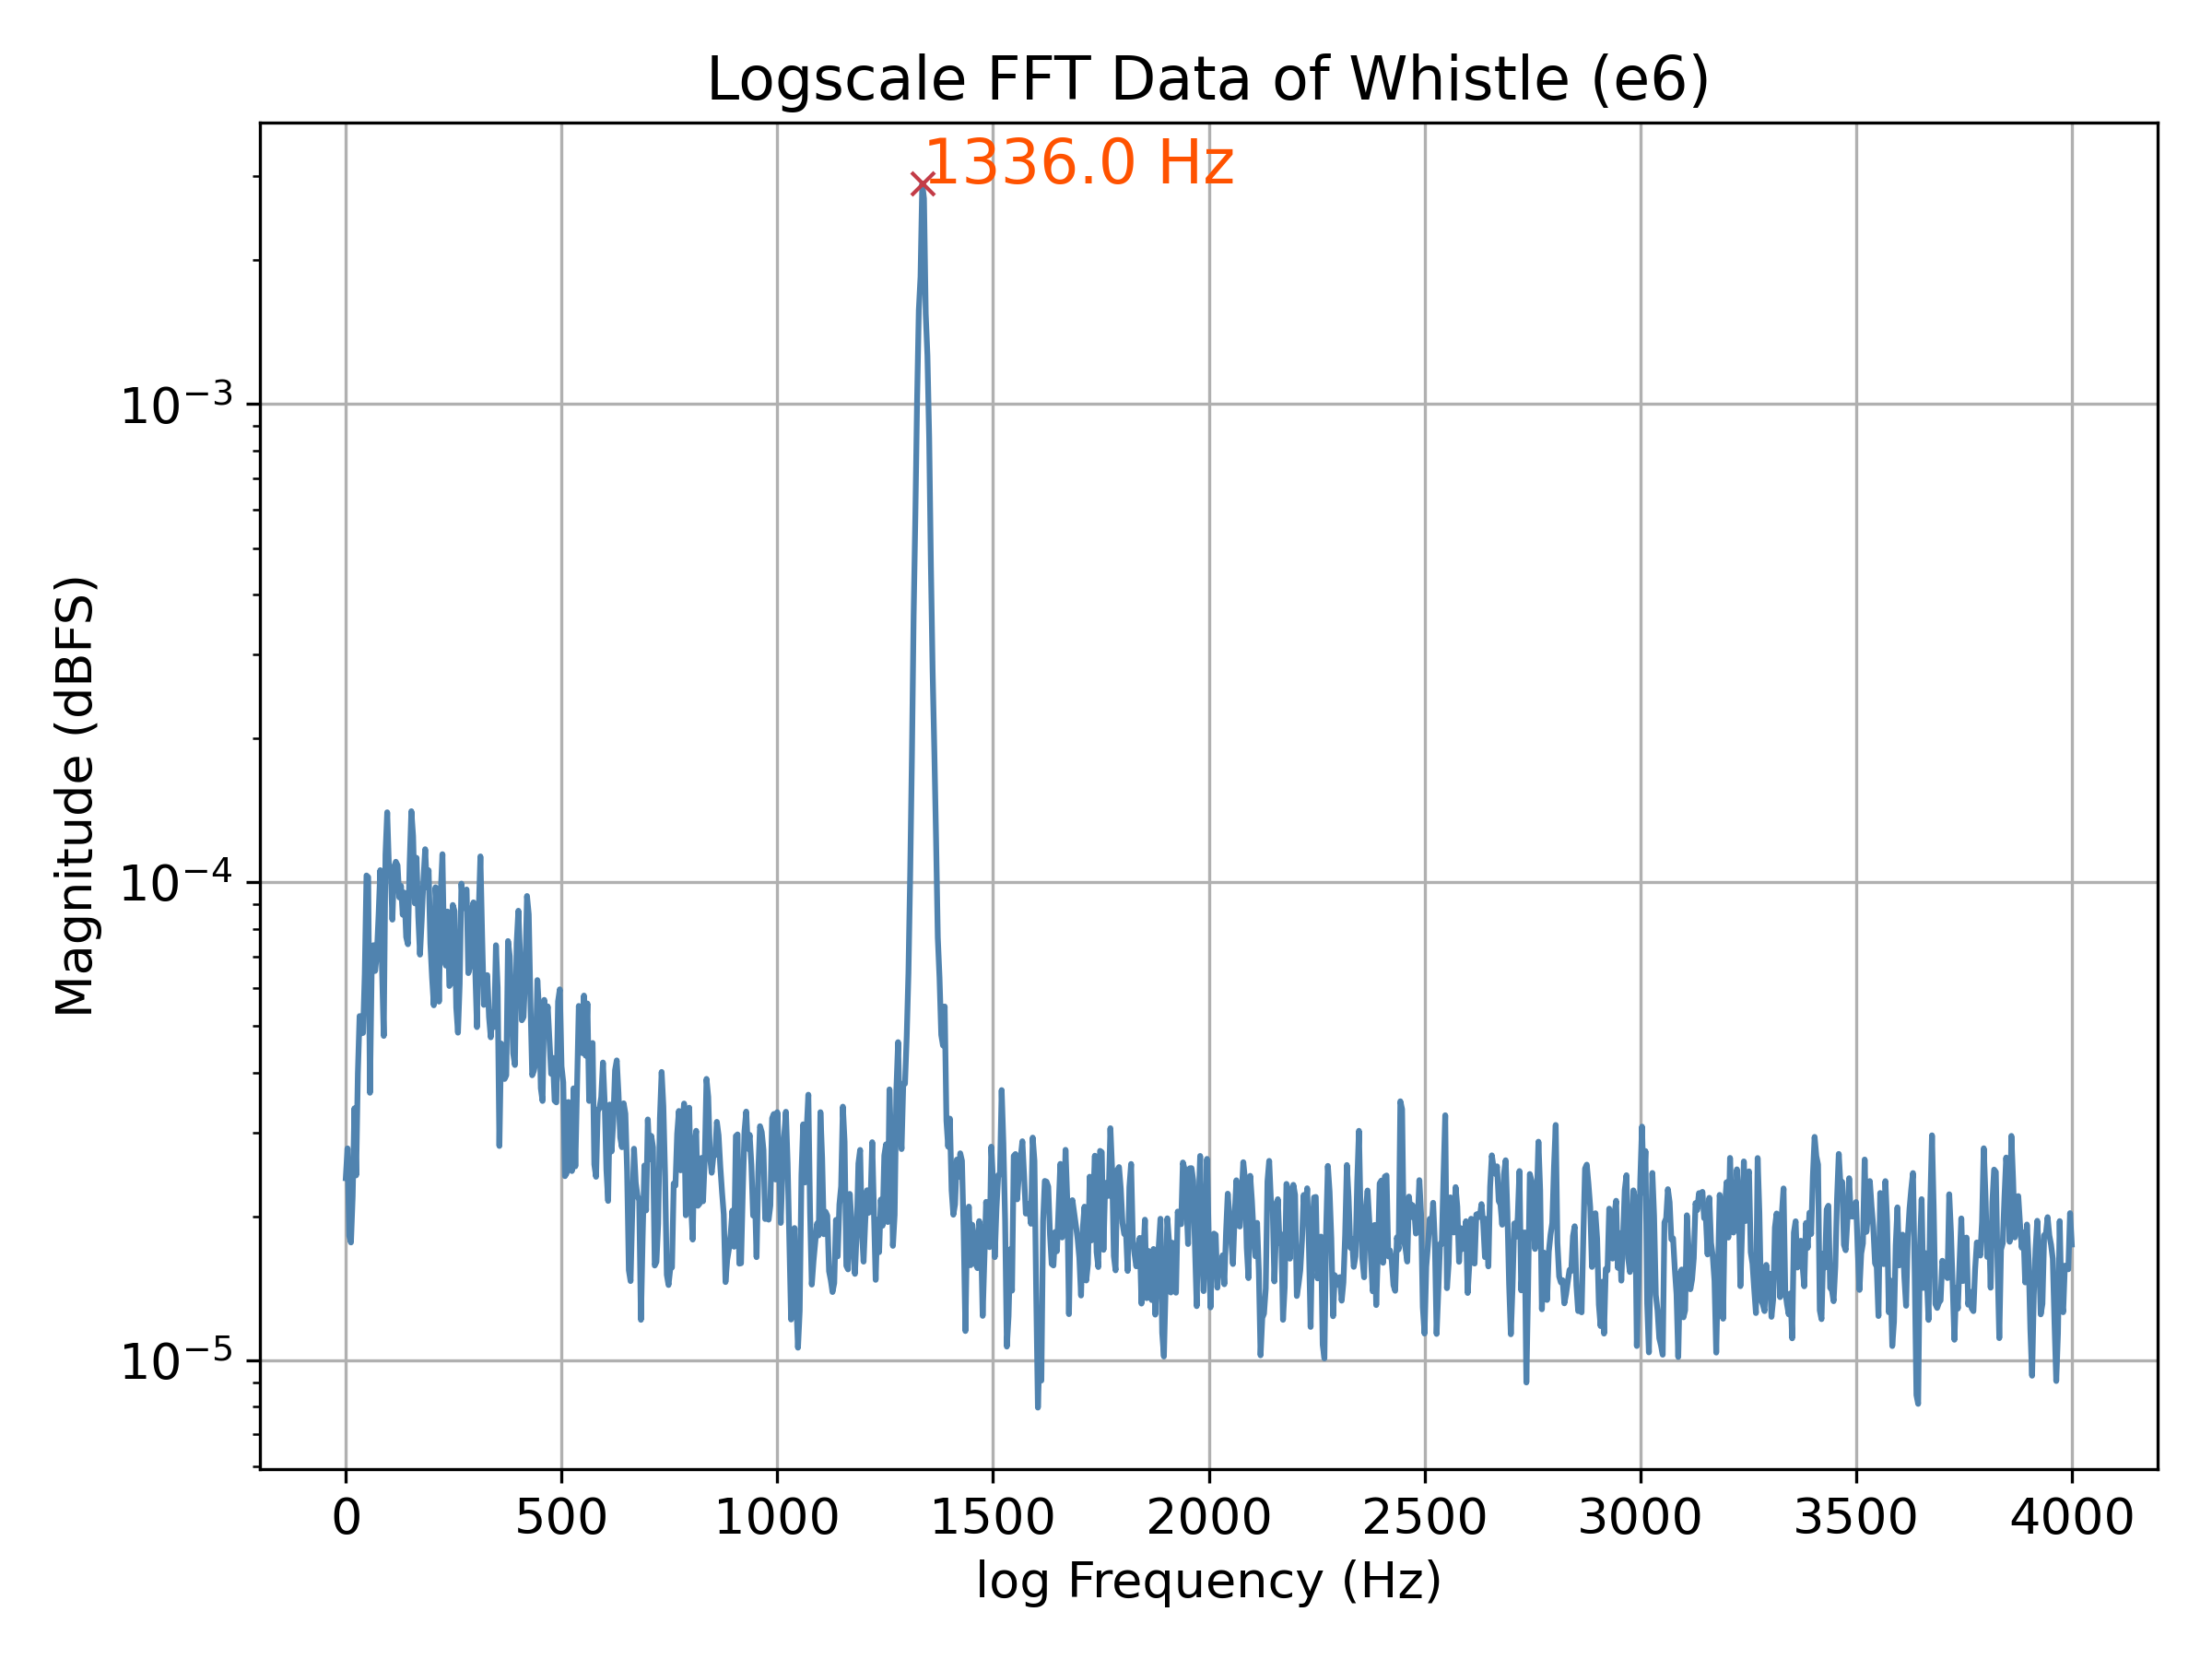 Logscale FFT Data of Whistle (e6)
1336.0 Hz
10⁻³
10⁻⁴
10⁻⁵
Magnitude (dBFS)
0 500 1000 1500 2000 2500 3000 3500 4000
log Frequency (Hz)